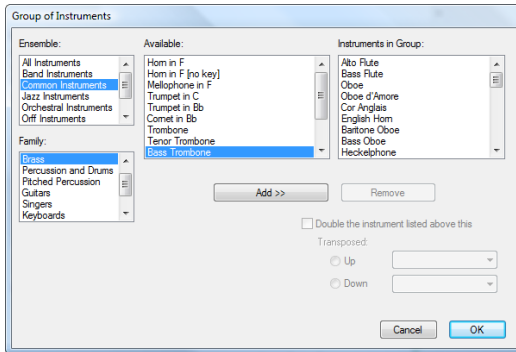 Group of Instruments
Ensemble:
All Instruments
Band Instruments
Common Instruments
Jazz Instruments
Orchestral Instruments
Orff Instruments
Family:
Brass
Percussion and Drums
Pitched Percussion
Guitars
Singers
Keyboards
Available:
Horn in F
Horn in F [no key]
Mellophone in F
Trumpet in C
Trumpet in Bb
Cornet in Bb
Trombone
Tenor Trombone
Bass Trombone
Instruments in Group:
Alto Flute
Bass Flute
Oboe
Oboe d'Amore
Cor Anglais
English Horn
Baritone Oboe
Bass Oboe
Heckelphone
Add >>
Remove
Double the instrument listed above this
Transposed:
Up
Down
Cancel
OK